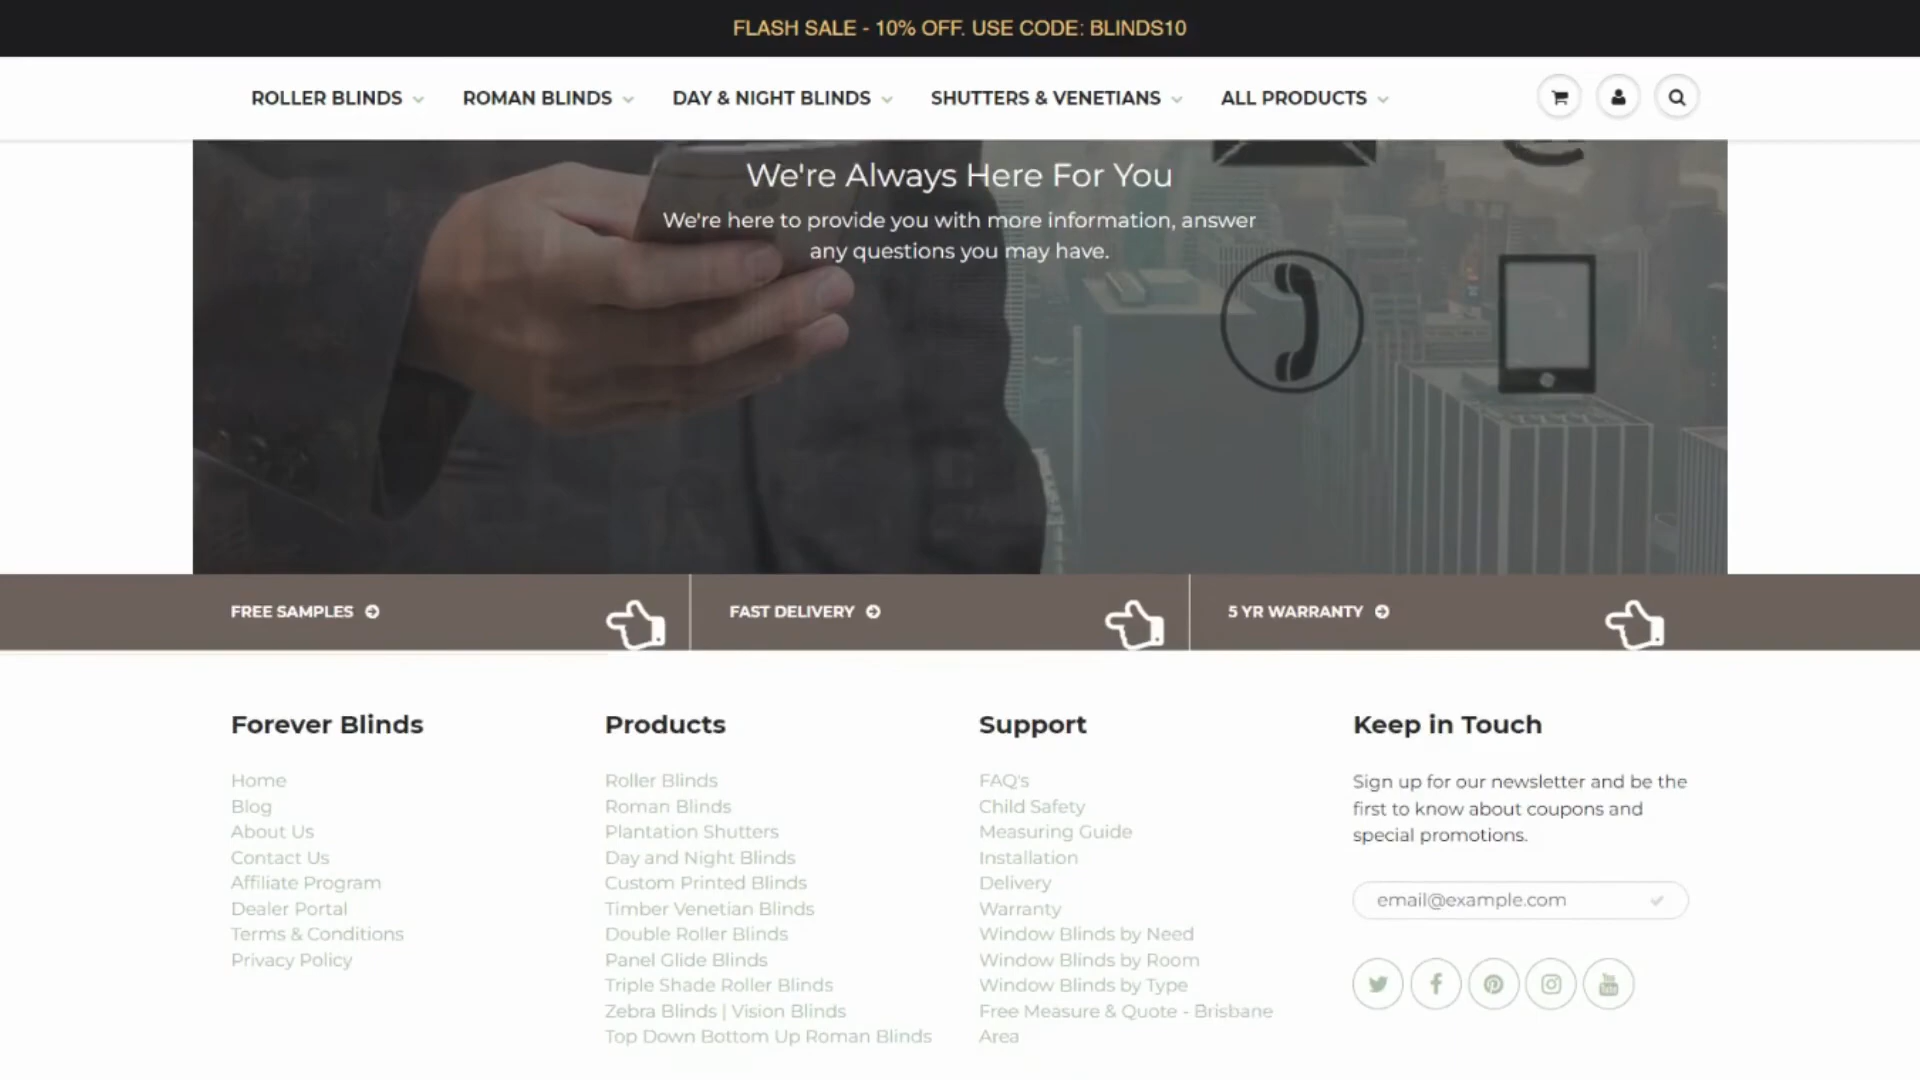 FLASH SALE - 10% OFF. USE CODE: BLINDS10
ROLLER BLINDS ROMAN BLINDS DAY & NIGHT BLINDS SHUTTERS & VENETIANS ALL PRODUCTS
We're Always Here For You
We're here to provide you with more information, answer
any questions you may have.
FREE SAMPLES FAST DELIVERY 5 YR WARRANTY
Forever Blinds
Home
Blog
About Us
Contact Us
Affiliate Program
Dealer Portal
Terms & Conditions
Privacy Policy
Products
Roller Blinds
Roman Blinds
Plantation Shutters
Day and Night Blinds
Custom Printed Blinds
Timber Venetian Blinds
Double Roller Blinds
Panel Glide Blinds
Triple Shade Roller Blinds
Zebra Blinds | Vision Blinds
Top Down Bottom Up Roman Blinds
Support
FAQ's
Child Safety
Measuring Guide
Installation
Delivery
Warranty
Window Blinds by Need
Window Blinds by Room
Window Blinds by Type
Free Measure & Quote - Brisbane
Area
Keep in Touch
Sign up for our newsletter and be the
first to know about coupons and
special promotions.
email@example.com